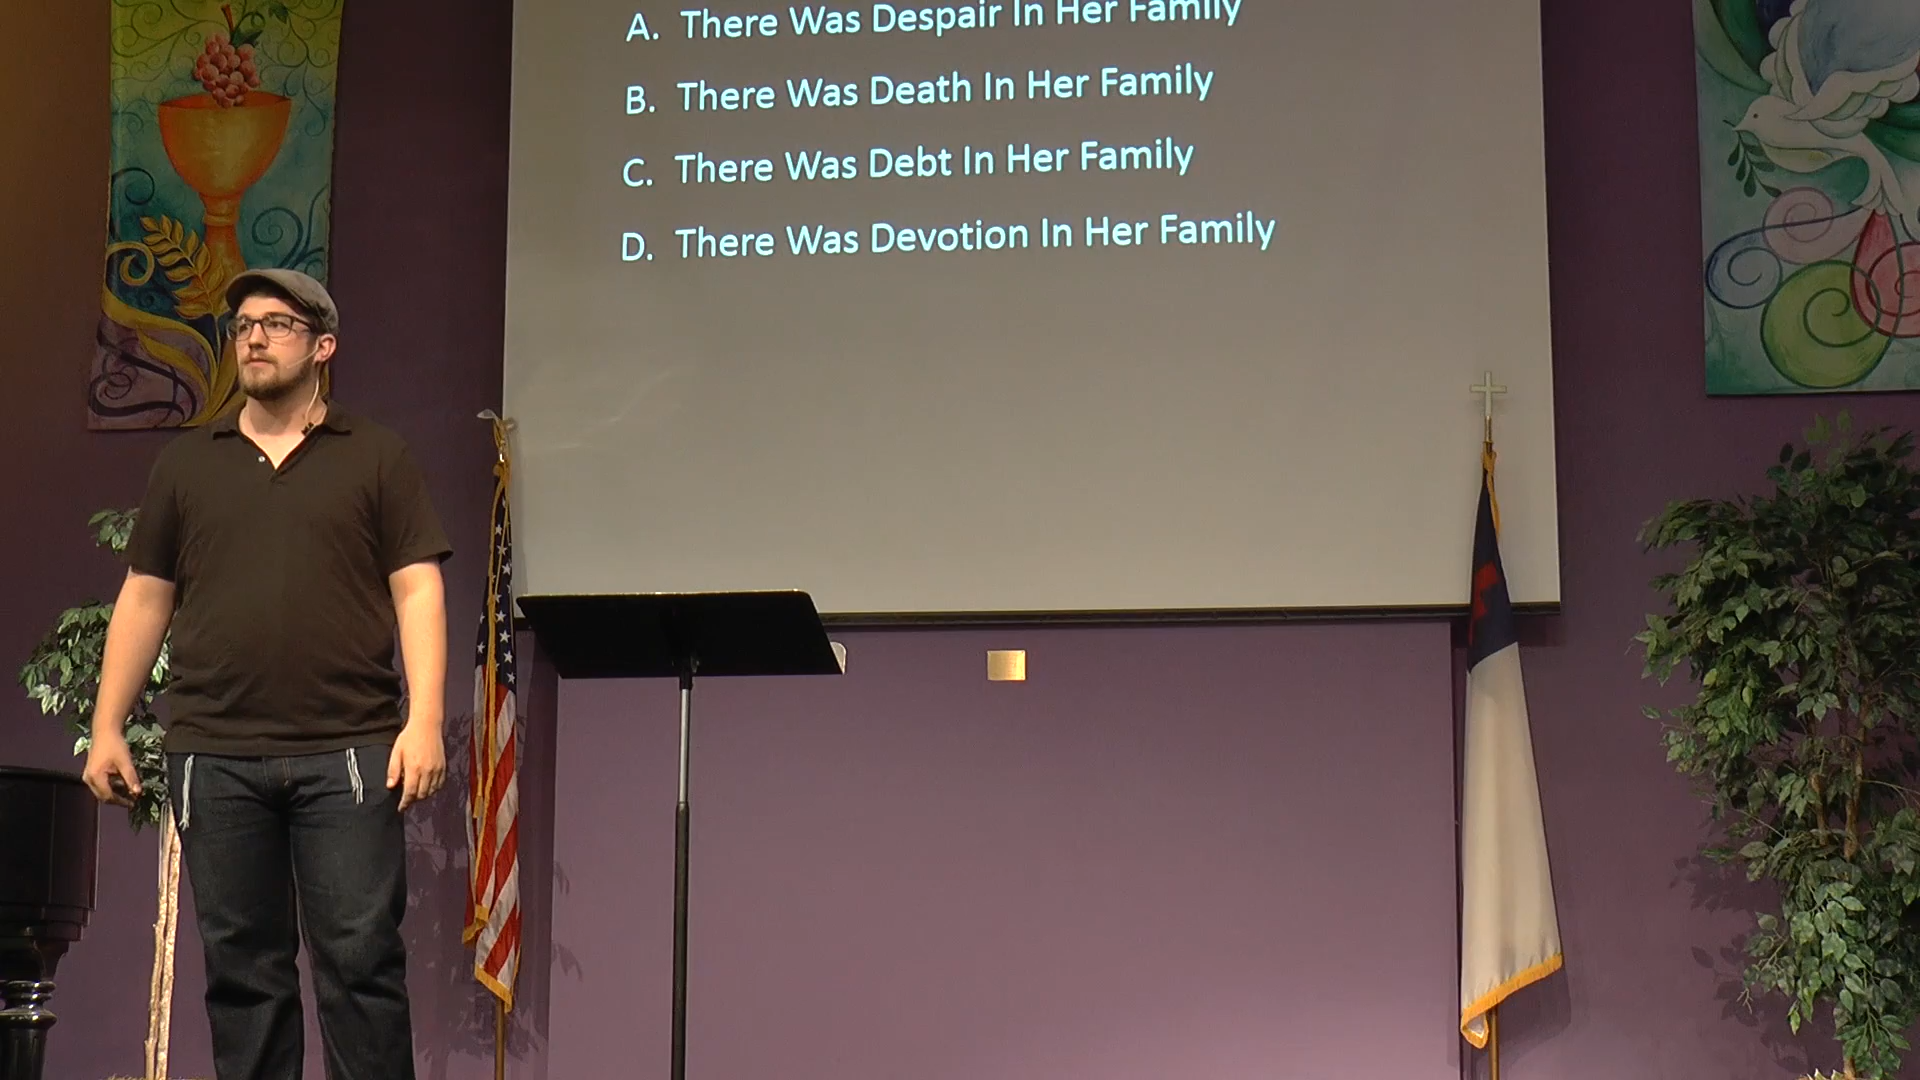 A. There Was Despair In Her Family
B. There Was Death In Her Family
C. There Was Debt In Her Family
D. There Was Devotion In Her Family